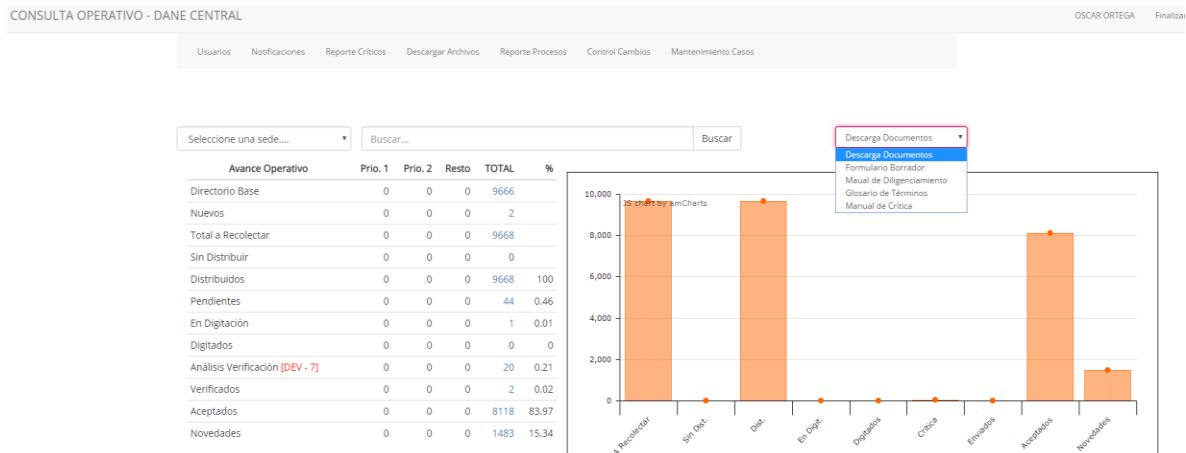 CONSULTA OPERATIVO - DANE CENTRAL OSCAR ORTEGA Finalizar
Usuarios Notificaciones Reporte Críticos Descargar Archivos Reporte Procesos Control Cambios Mantenimiento Casos
Seleccione una sede.... Buscar... Buscar Descarga Documentos
Descarga Documentos
Formulario Borrador
Maual de Diligenciamiento
Glosario de Términos
Manual de Crítica
Avance Operativo Prio. 1 Prio. 2 Resto TOTAL %
Directorio Base 0 0 0 9666
Nuevos 0 0 0 2
Total a Recolectar 0 0 0 9668
Sin Distribuir 0 0 0 0
Distribuidos 0 0 0 9668 100
Pendientes 0 0 0 44 0.46
En Digitación 0 0 0 1 0.01
Digitados 0 0 0 0 0
Análisis Verificación [DEV - 7] 0 0 0 20 0.21
Verificados 0 0 0 2 0.02
Aceptados 0 0 0 8118 83.97
Novedades 0 0 0 1483 15.34
JS chart by amCharts
10,000
8,000
6,000
4,000
2,000
0
A Recolectar Sin Dist. Dist. En Digit. Digitados Crítica Enviados Aceptados Novedades